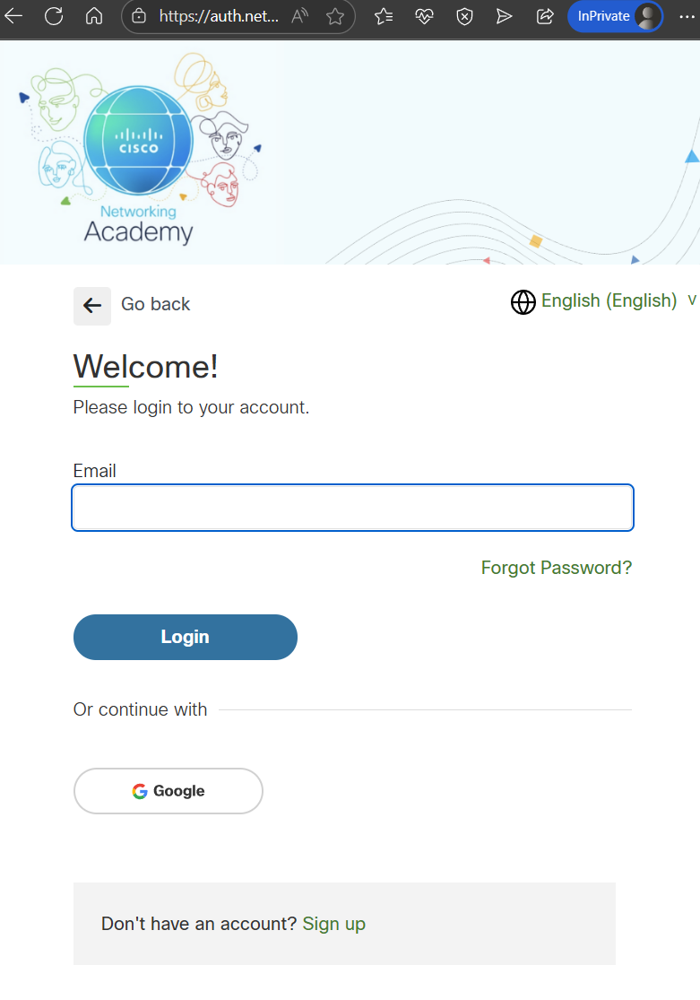 https://auth.net...
InPrivate
CISCO
Networking
Academy
Go back
English (English)
Welcome!
Please login to your account.
Email
Forgot Password?
Login
Or continue with
Google
Don't have an account? Sign up